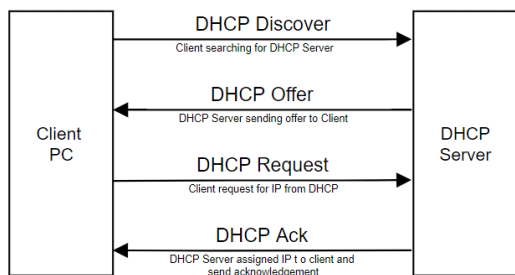 DHCP Discover
Client searching for DHCP Server
DHCP Offer
DHCP Server sending offer to Client
Client
PC
DHCP
Server
DHCP Request
Client request for IP from DHCP
DHCP Ack
DHCP Server assigned IP t o client and
send acknowledgement